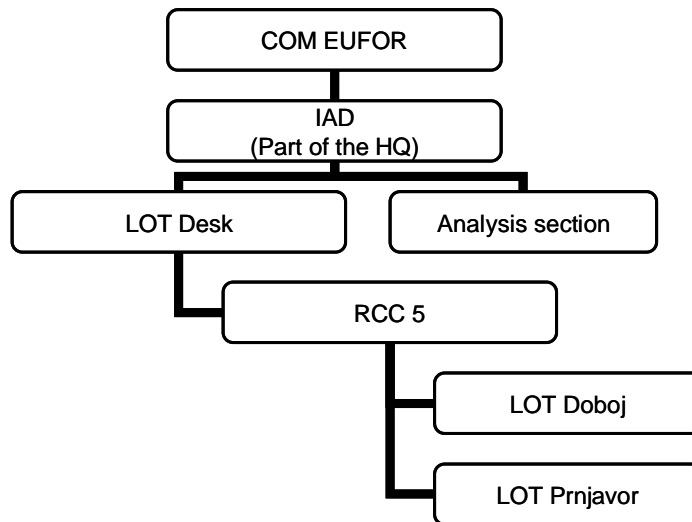 COM EUFOR
IAD
(Part of the HQ)
LOT Desk
Analysis section
RCC 5
LOT Doboj
LOT Prnjavor